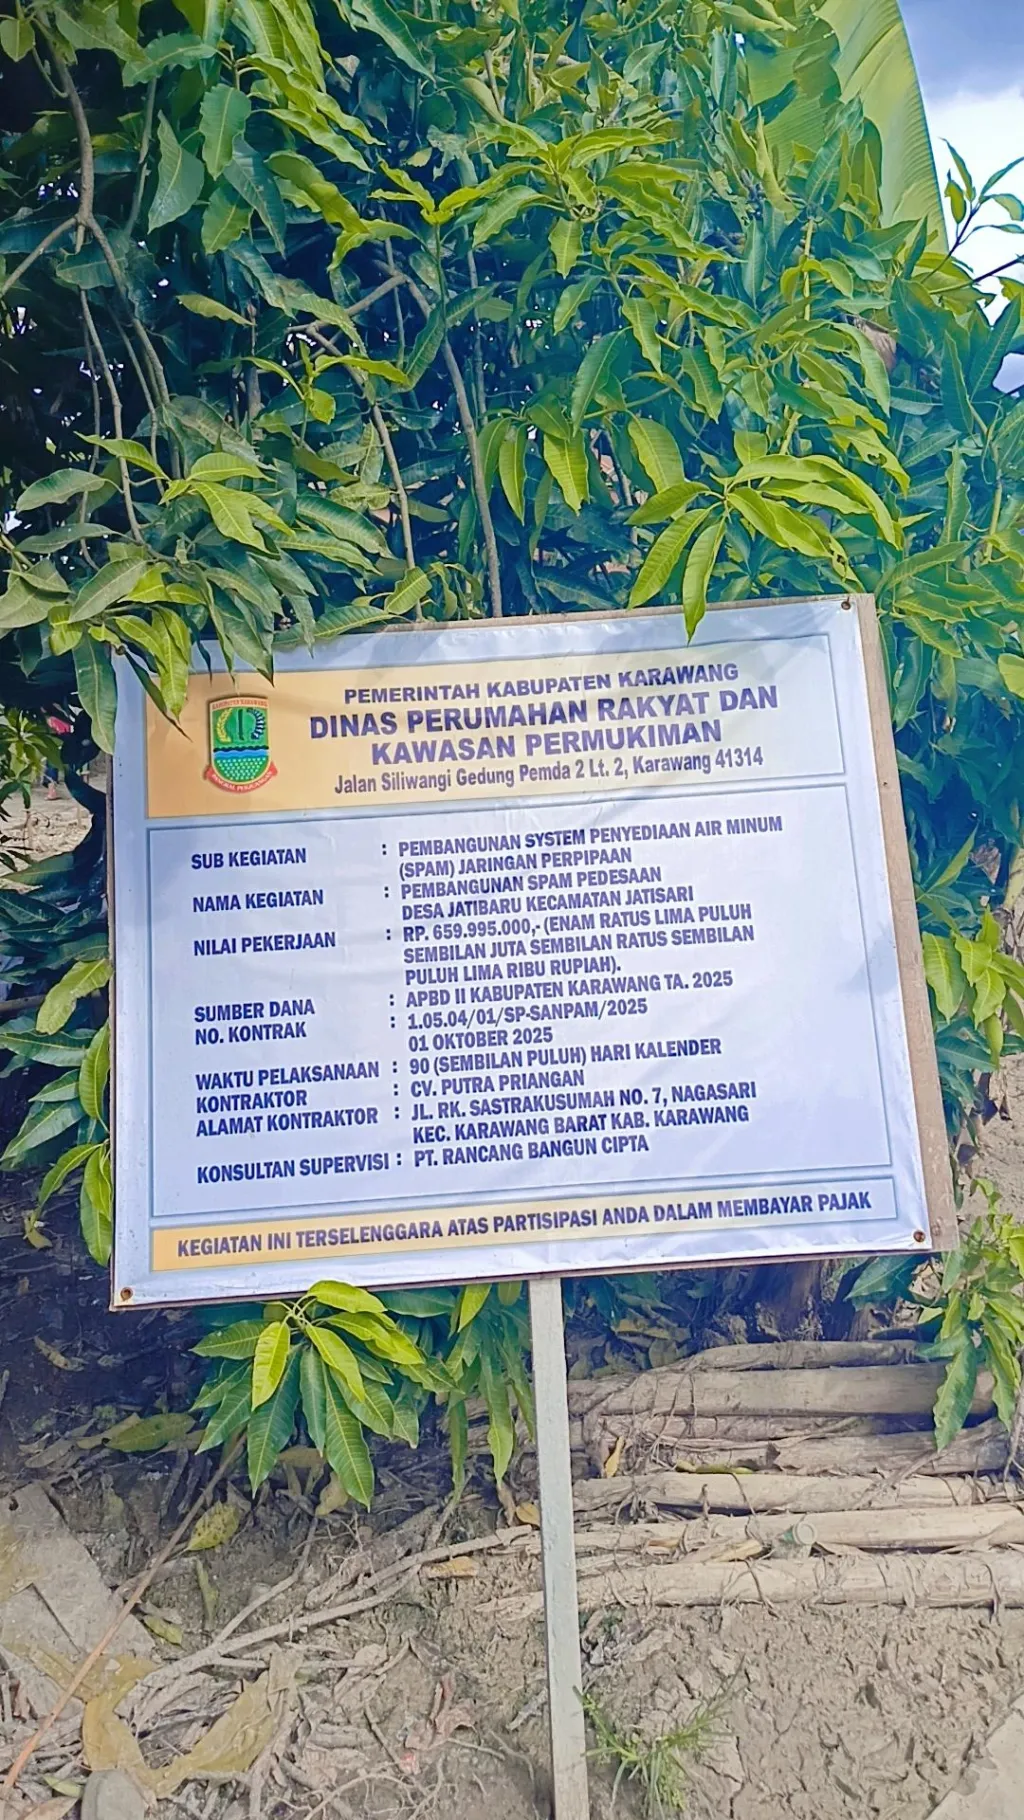 KABUPATEN KARAWANG
PEMERINTAH KABUPATEN KARAWANG
DINAS PERUMAHAN RAKYAT DAN
KAWASAN PERMUKIMAN
Jalan Siliwangi Gedung Pemda 2 Lt. 2, Karawang 41314
SUB KEGIATAN : PEMBANGUNAN SYSTEM PENYEDIAAN AIR MINUM
(SPAM) JARINGAN PERPIPAAN
NAMA KEGIATAN : PEMBANGUNAN SPAM PEDESAAN
DESA JATIBARU KECAMATAN JATISARI
NILAI PEKERJAAN : RP. 659.995.000,- (ENAM RATUS LIMA PULUH
SEMBILAN JUTA SEMBILAN RATUS SEMBILAN
PULUH LIMA RIBU RUPIAH).
SUMBER DANA : APBD II KABUPATEN KARAWANG TA. 2025
NO. KONTRAK : 1.05.04/01/SP-SANPAM/2025
01 OKTOBER 2025
WAKTU PELAKSANAAN : 90 (SEMBILAN PULUH) HARI KALENDER
KONTRAKTOR : CV. PUTRA PRIANGAN
ALAMAT KONTRAKTOR : JL. RK. SASTRAKUSUMAH NO. 7, NAGASARI
KEC. KARAWANG BARAT KAB. KARAWANG
KONSULTAN SUPERVISI : PT. RANCANG BANGUN CIPTA
KEGIATAN INI TERSELENGGARA ATAS PARTISIPASI ANDA DALAM MEMBAYAR PAJAK